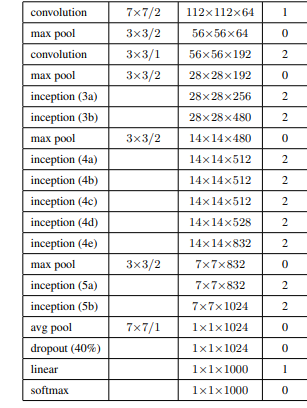 convolution 7×7/2 112×112×64 1
max pool 3×3/2 56×56×64 0
convolution 3×3/1 56×56×192 2
max pool 3×3/2 28×28×192 0
inception (3a) 28×28×256 2
inception (3b) 28×28×480 2
max pool 3×3/2 14×14×480 0
inception (4a) 14×14×512 2
inception (4b) 14×14×512 2
inception (4c) 14×14×512 2
inception (4d) 14×14×528 2
inception (4e) 14×14×832 2
max pool 3×3/2 7×7×832 0
inception (5a) 7×7×832 2
inception (5b) 7×7×1024 2
avg pool 7×7/1 1×1×1024 0
dropout (40%) 1×1×1024 0
linear 1×1×1000 1
softmax 1×1×1000 0